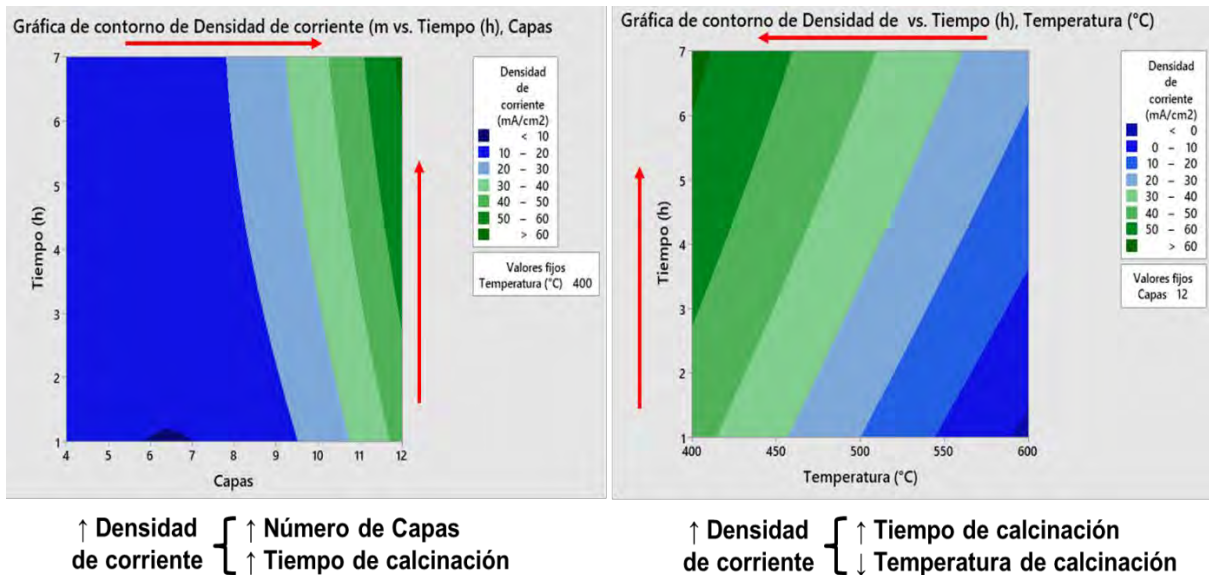 Gráfica de contorno de Densidad de corriente (m vs. Tiempo (h), Capas
7
6
5
4
3
2
1
Tiempo (h)
4 5 6 7 8 9 10 11 12
Capas
Densidad
de
corriente
(mA/cm2)
< 10
10 – 20
20 – 30
30 – 40
40 – 50
50 – 60
> 60
Valores fijos
Temperatura (°C) 400
↑ Densidad
de corriente
↑ Número de Capas
↑ Tiempo de calcinación
Gráfica de contorno de Densidad de vs. Tiempo (h), Temperatura (°C)
7
6
5
4
3
2
1
Tiempo (h)
400 450 500 550 600
Temperatura (°C)
Densidad
de
corriente
(mA/cm2)
< 0
0 – 10
10 – 20
20 – 30
30 – 40
40 – 50
50 – 60
> 60
Valores fijos
Capas 12
↑ Densidad
de corriente
↑ Tiempo de calcinación
↓ Temperatura de calcinación